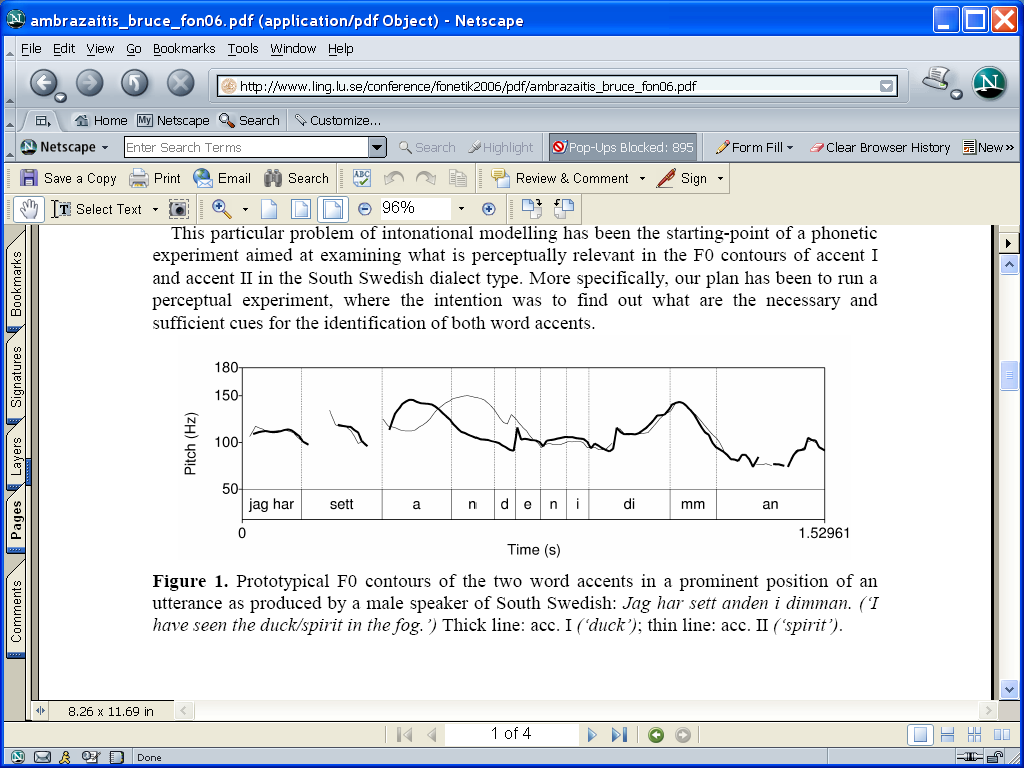 ambrazaitis_bruce_fon06.pdf (application/pdf Object) - Netscape
File Edit View Go Bookmarks Tools Window Help
http://www.ling.lu.se/conference/fonetik2006/pdf/ambrazaitis_bruce_fon06.pdf
Home My Netscape Search Customize...
Netscape Enter Search Terms Search Highlight Pop-Ups Blocked: 895 Form Fill Clear Browser History New »
Save a Copy Print Email Search ABC Review & Comment Sign
Select Text 96%
Bookmarks
Signatures
Layers
Pages
Comments
This particular problem of intonational modelling has been the starting-point of a phonetic
experiment aimed at examining what is perceptually relevant in the F0 contours of accent I
and accent II in the South Swedish dialect type. More specifically, our plan has been to run a
perceptual experiment, where the intention was to find out what are the necessary and
sufficient cues for the identification of both word accents.
180
150
100
50
Pitch (Hz)
jag har sett a n d e n i di mm an
0 1.52961
Time (s)
Figure 1. Prototypical F0 contours of the two word accents in a prominent position of an
utterance as produced by a male speaker of South Swedish: Jag har sett anden i dimman. (‘I
have seen the duck/spirit in the fog.’) Thick line: acc. I (‘duck’); thin line: acc. II (‘spirit’).
8.26 x 11.69 in
1 of 4
Done